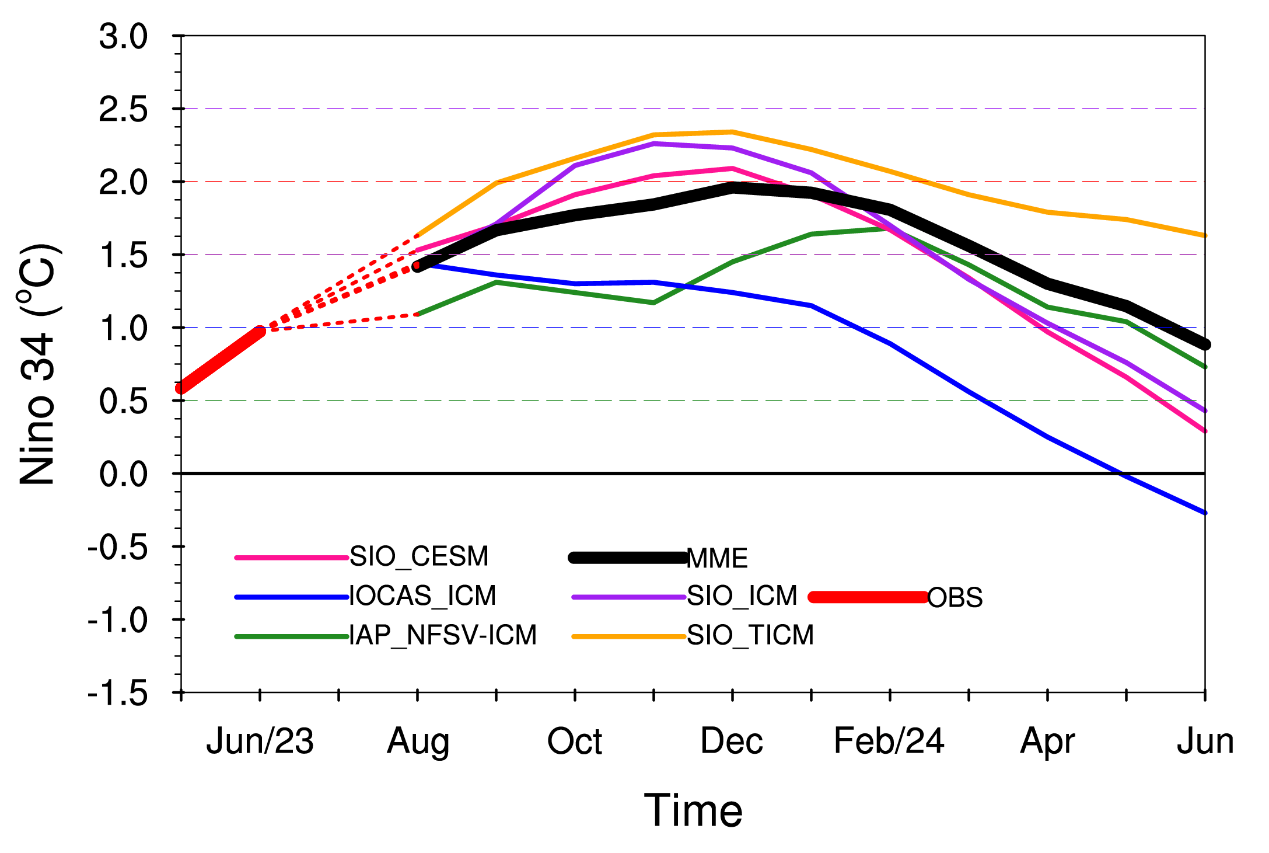 3.0
2.5
2.0
1.5
1.0
0.5
0.0
-0.5
-1.0
-1.5
Nino 34 (°C)
SIO_CESM MME
IOCAS_ICM SIO_ICM OBS
IAP_NFSV-ICM SIO_TICM
Jun/23 Aug Oct Dec Feb/24 Apr Jun
Time